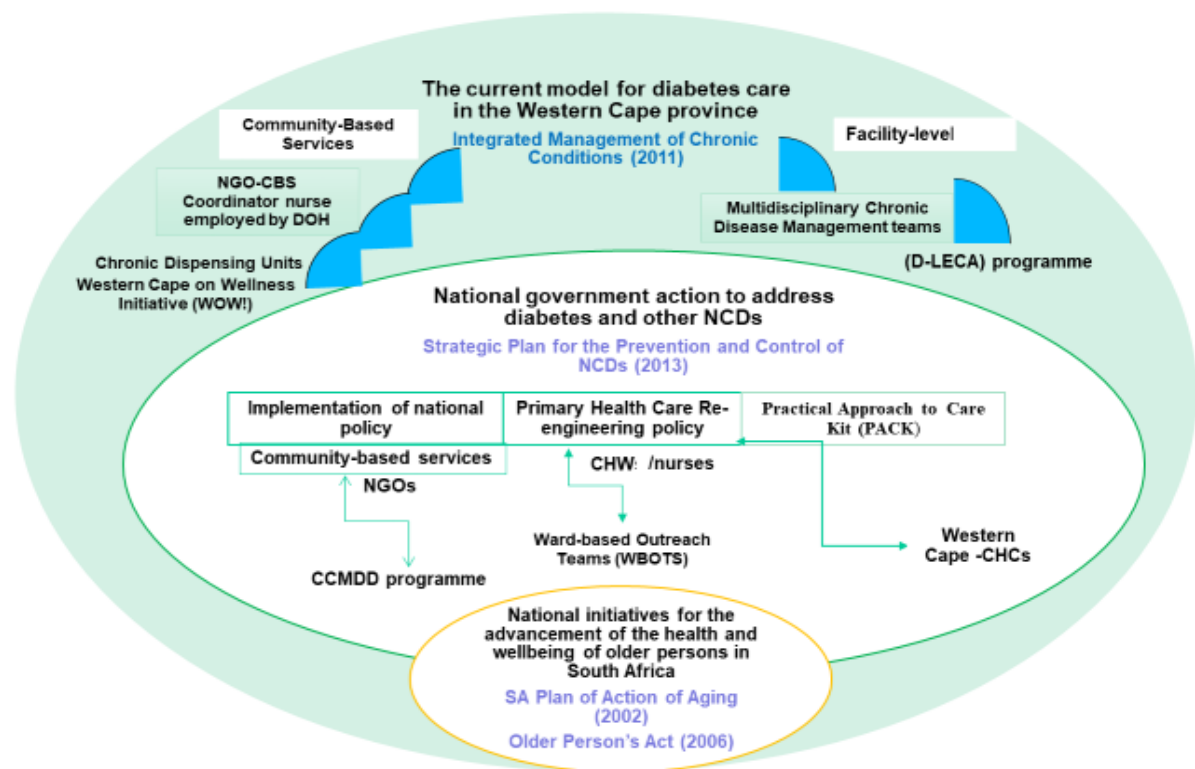 The current model for diabetes care
in the Western Cape province
Integrated Management of Chronic
Conditions (2011)
Community-Based
Services
NGO-CBS
Coordinator nurse
employed by DOH
Chronic Dispensing Units
Western Cape on Wellness
Initiative (WOW!)
Facility-level
Multidisciplinary Chronic
Disease Management teams
(D-LECA) programme
National government action to address
diabetes and other NCDs
Strategic Plan for the Prevention and Control of
NCDs (2013)
Implementation of national
policy
Primary Health Care Re-
engineering policy
Practical Approach to Care
Kit (PACK)
Community-based services
NGOs
CHW: /nurses
CCMDD programme
Ward-based Outreach
Teams (WBOTS)
Western
Cape -CHCs
National initiatives for the
advancement of the health and
wellbeing of older persons in
South Africa
SA Plan of Action of Aging
(2002)
Older Person's Act (2006)